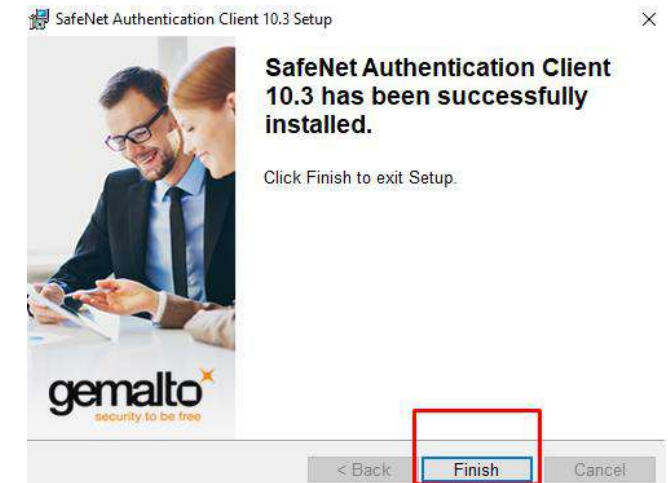 SafeNet Authentication Client 10.3 Setup
SafeNet Authentication Client
10.3 has been successfully
installed.
Click Finish to exit Setup.
gemalto
security to be free
< Back
Finish
Cancel